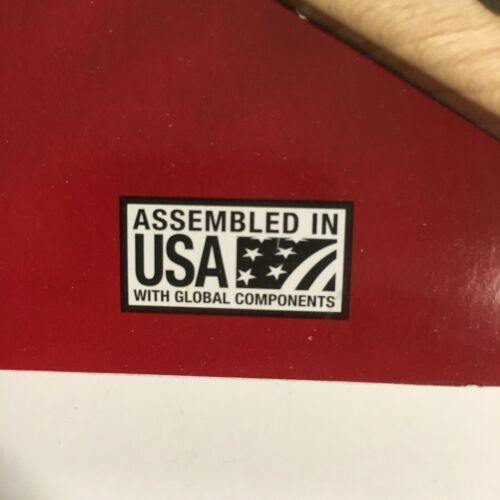 ASSEMBLED IN
USA
WITH GLOBAL COMPONENTS